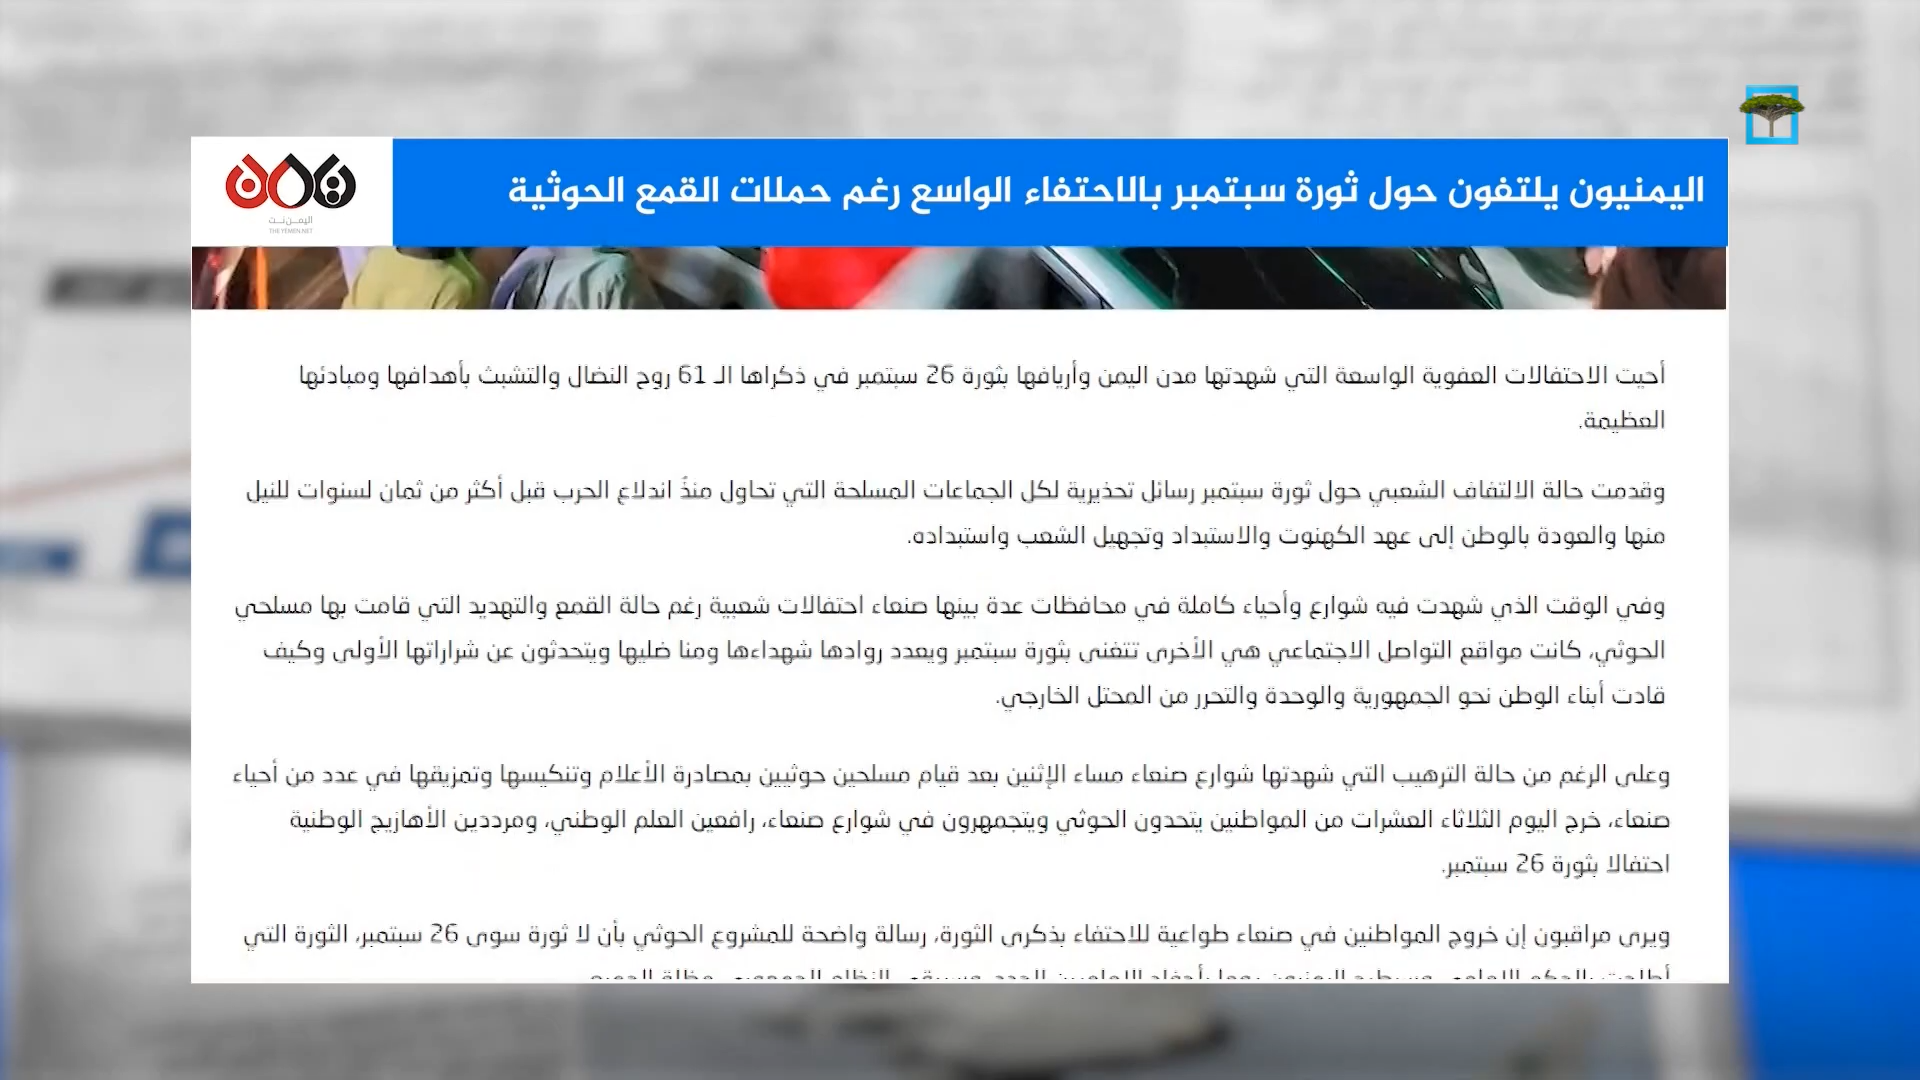 اليمنيون يلتفون حول ثورة سبتمبر بالاحتفاء الواسع رغم حملات القمع الحوثية
اليمن نت
THE YEMEN.NET
أحيت الاحتفالات العفوية الواسعة التي شهدتها مدن اليمن وأريافها بثورة 26 سبتمبر في ذكراها الـ 61 روح النضال والتشبث بأهدافها ومبادئها
العظيمة.
وقدمت حالة الالتفاف الشعبي حول ثورة سبتمبر رسائل تحذيرية لكل الجماعات المسلحة التي تحاول منذُ اندلاع الحرب قبل أكثر من ثمان لسنوات للنيل
منها والعودة بالوطن إلى عهد الكهنوت والاستبداد وتجهيل الشعب واستبداده.
وفي الوقت الذي شهدت فيه شوارع وأحياء كاملة في محافظات عدة بينها صنعاء احتفالات شعبية رغم حالة القمع والتهديد التي قامت بها مسلحي
الحوثي، كانت مواقع التواصل الاجتماعي هي الأخرى تتغنى بثورة سبتمبر ويعدد روادها شهداءها ومنا ضليها ويتحدثون عن شراراتها الأولى وكيف
قادت أبناء الوطن نحو الجمهورية والوحدة والتحرر من المحتل الخارجي.
وعلى الرغم من حالة الترهيب التي شهدتها شوارع صنعاء مساء الإثنين بعد قيام مسلحين حوثيين بمصادرة الأعلام وتنكيسها وتمزيقها في عدد من أحياء
صنعاء، خرج اليوم الثلاثاء العشرات من المواطنين يتحدون الحوثي ويتجمهرون في شوارع صنعاء، رافعين العلم الوطني، ومرددين الأهازيج الوطنية
احتفالا بثورة 26 سبتمبر.
ويرى مراقبون إن خروج المواطنين في صنعاء طواعية للاحتفاء بذكرى الثورة، رسالة واضحة للمشروع الحوثي بأن لا ثورة سوى 26 سبتمبر، الثورة التي